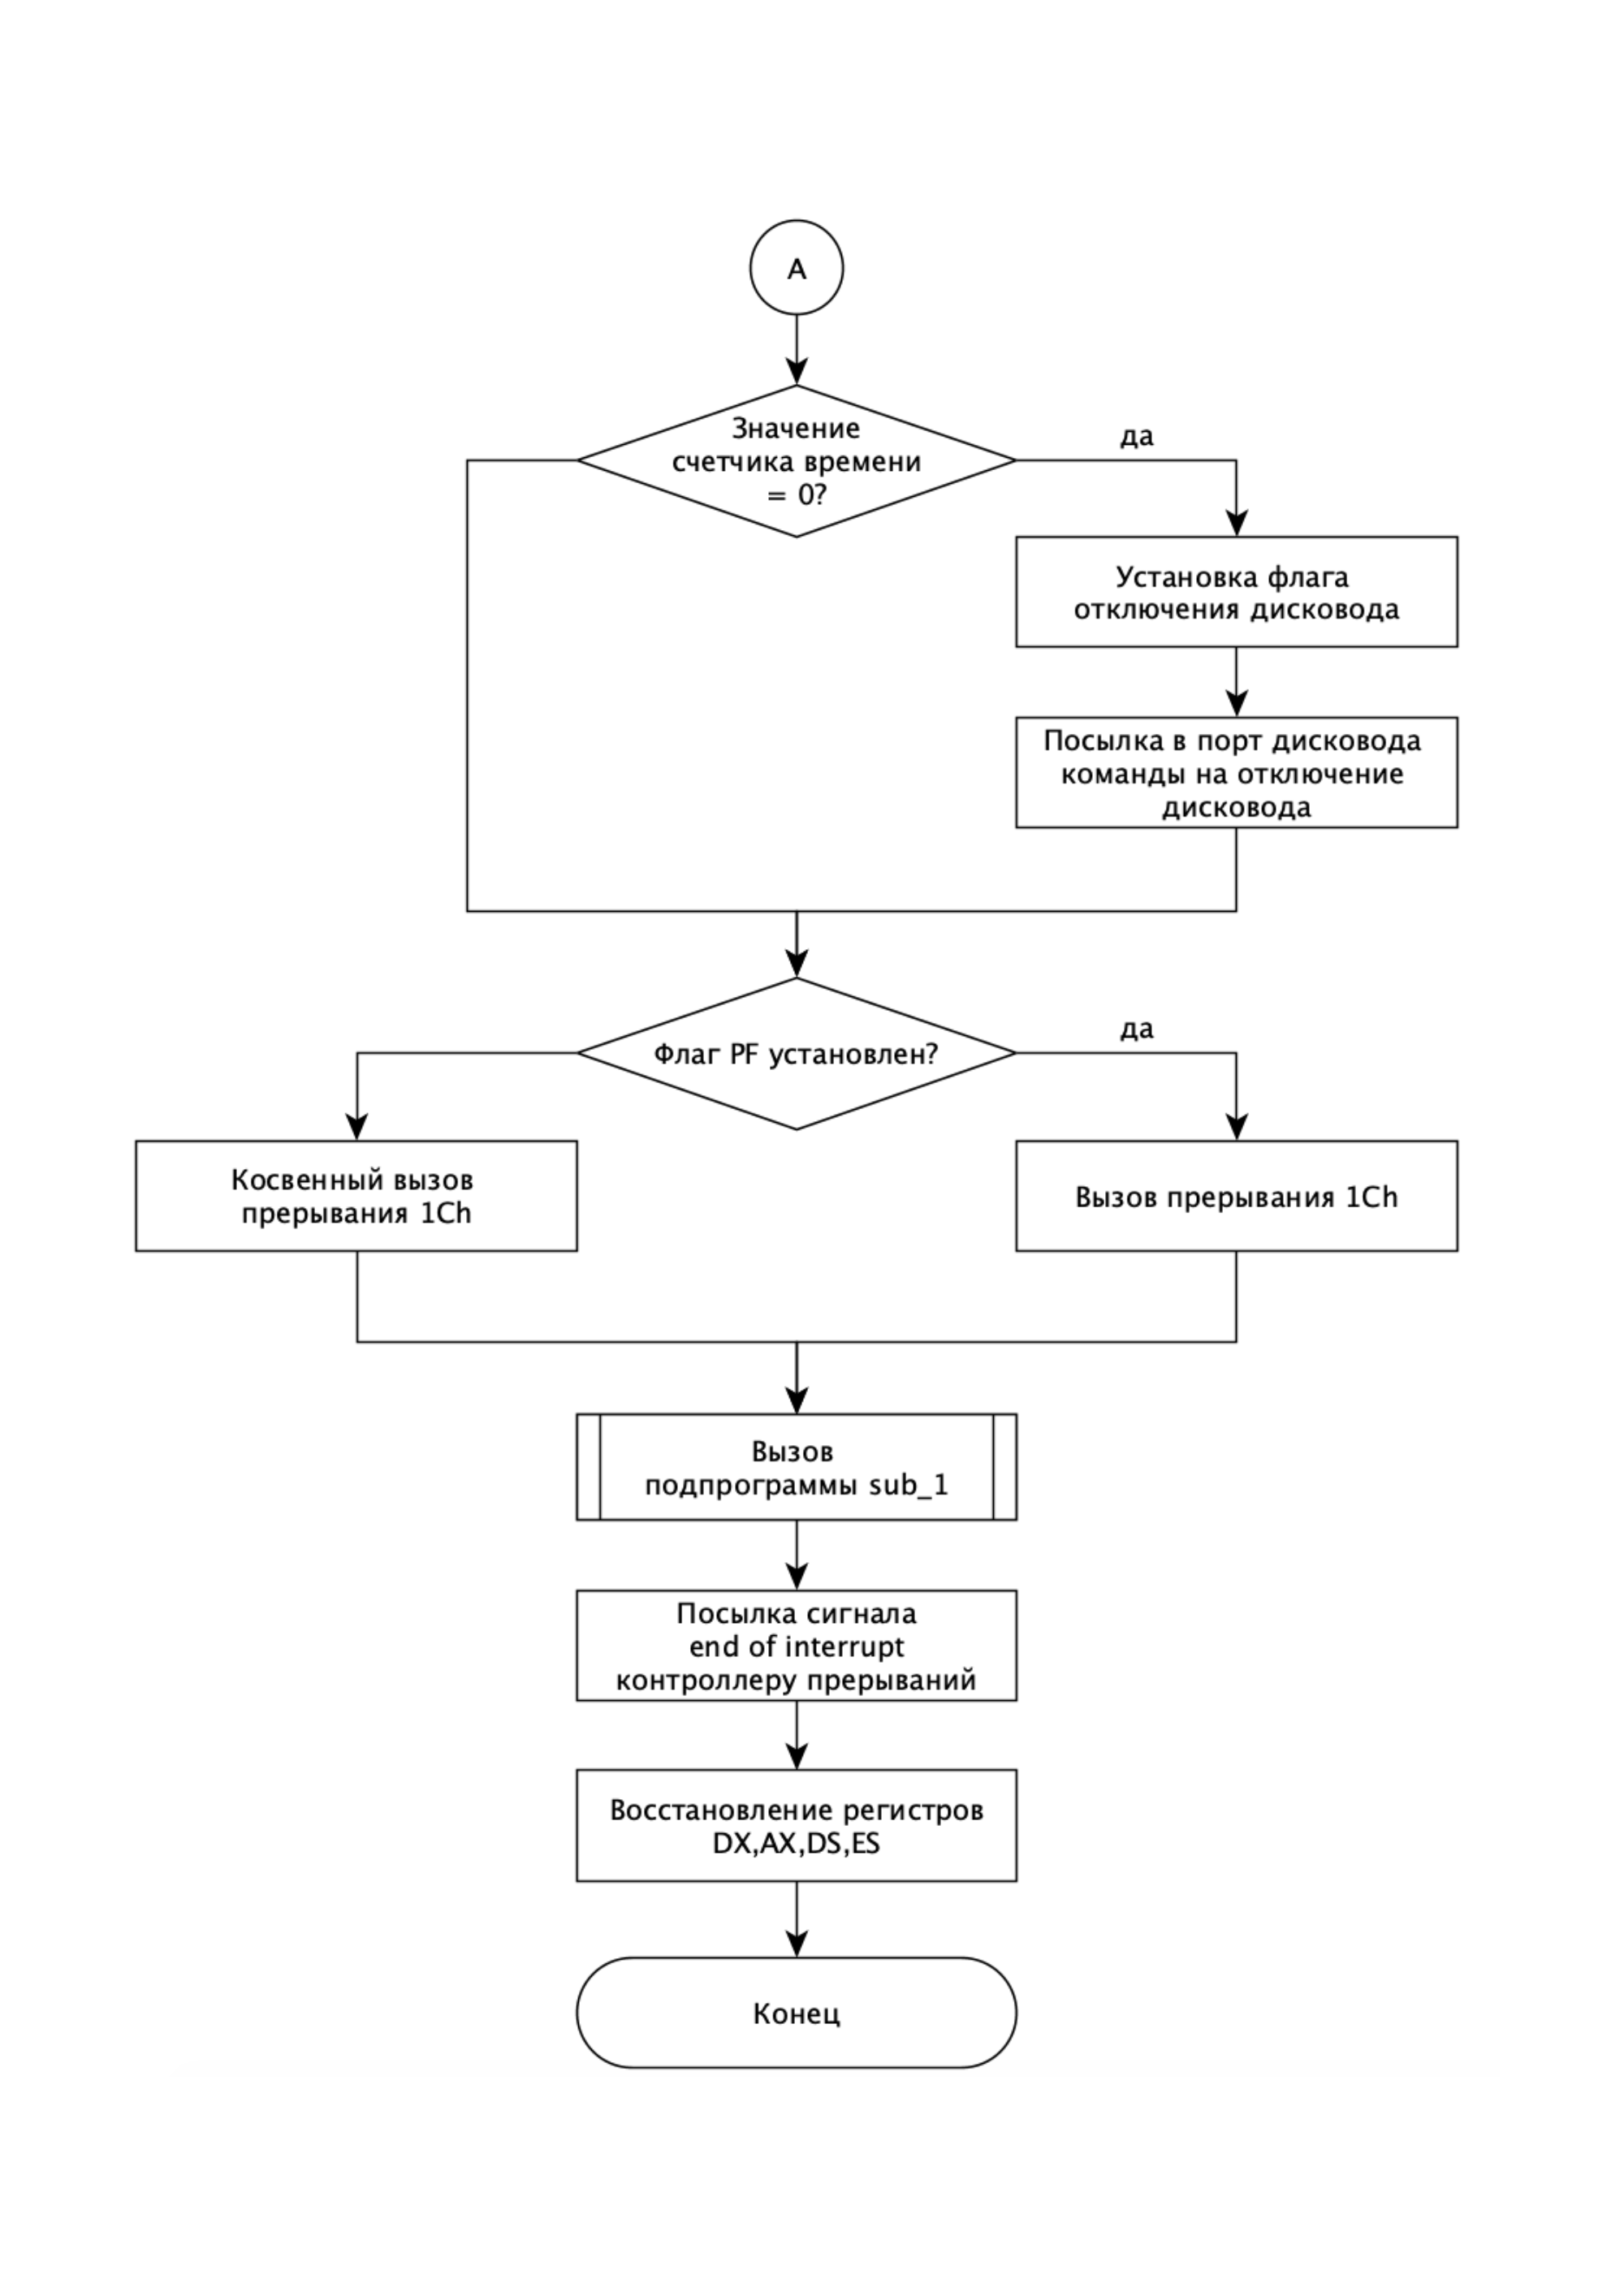 А
Значение
счетчика времени
= 0?
да
Установка флага
отключения дисковода
Посылка в порт дисковода
команды на отключение
дисковода
Флаг PF установлен?
да
Косвенный вызов
прерывания 1Ch
Вызов прерывания 1Ch
Вызов
подпрограммы sub_1
Посылка сигнала
end of interrupt
контроллеру прерываний
Восстановление регистров
DX,AX,DS,ES
Конец